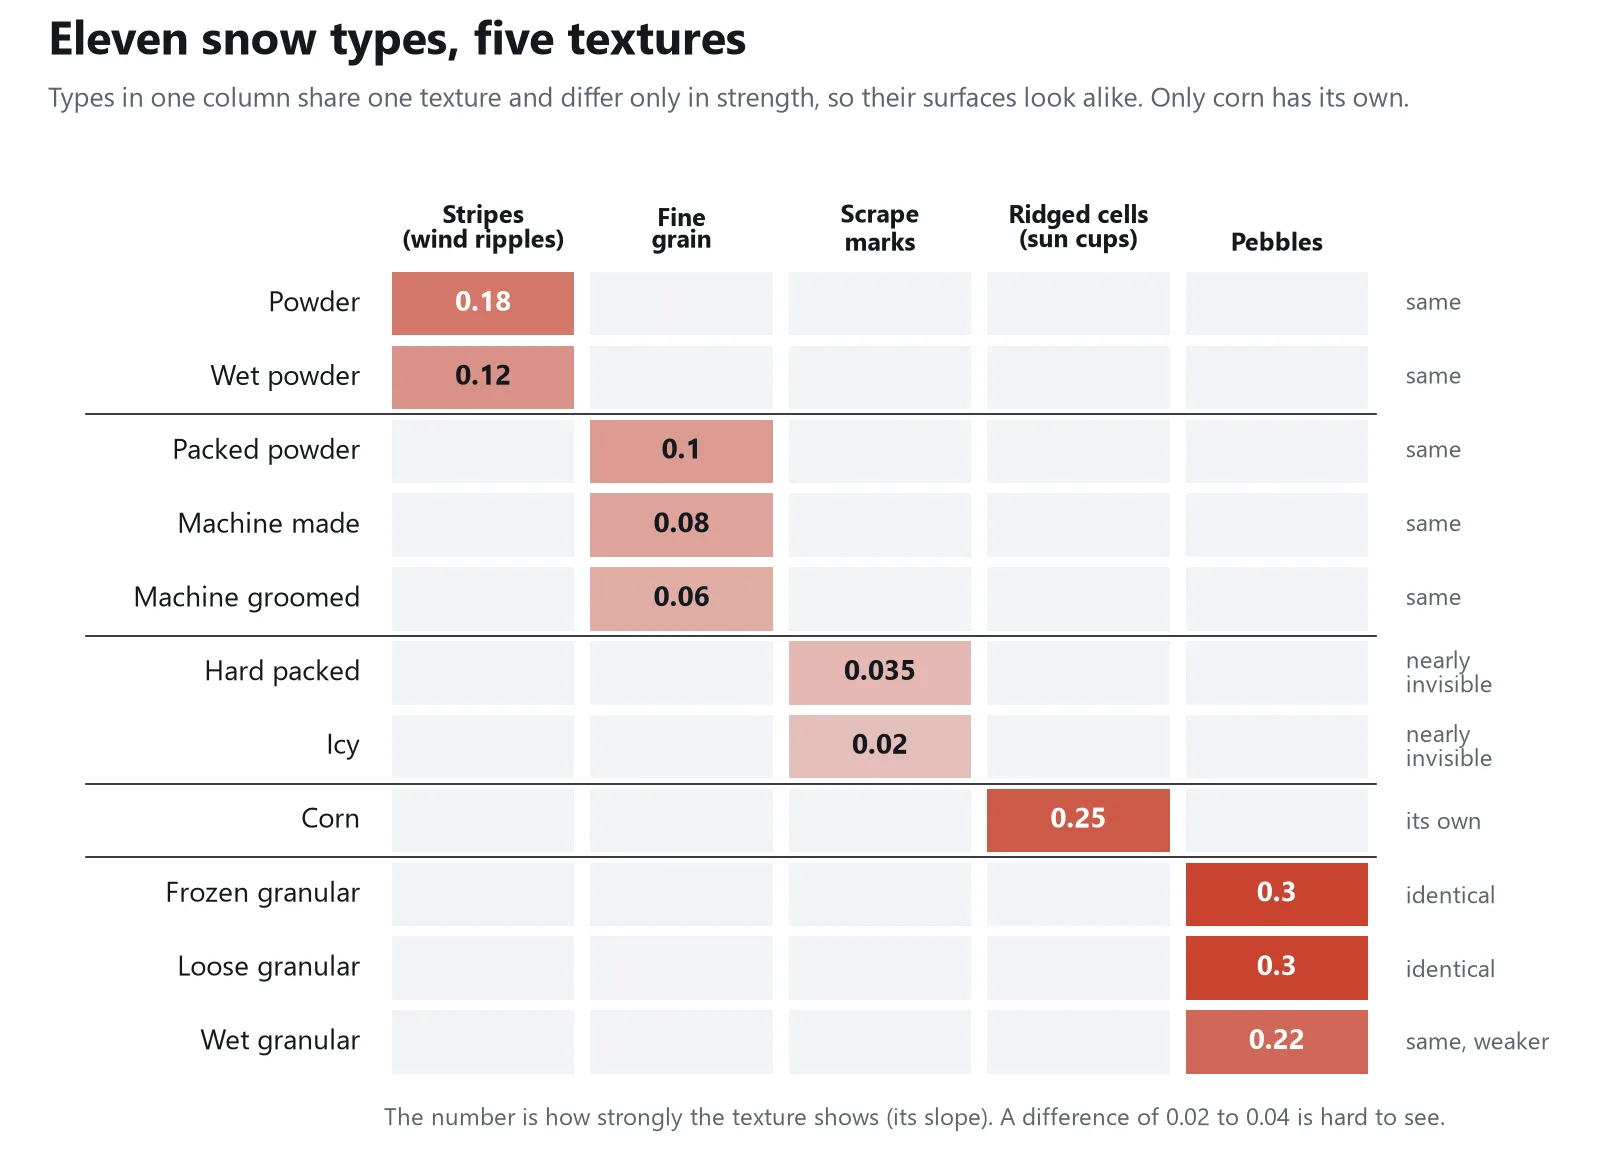 Eleven snow types, five textures
Types in one column share one texture and differ only in strength, so their surfaces look alike. Only corn has its own.
Stripes
(wind ripples)
Fine
grain
Scrape
marks
Ridged cells
(sun cups)
Pebbles
Powder 0.18 same
Wet powder 0.12 same
Packed powder 0.1 same
Machine made 0.08 same
Machine groomed 0.06 same
Hard packed 0.035 nearly
invisible
Icy 0.02 nearly
invisible
Corn 0.25 its own
Frozen granular 0.3 identical
Loose granular 0.3 identical
Wet granular 0.22 same, weaker
The number is how strongly the texture shows (its slope). A difference of 0.02 to 0.04 is hard to see.